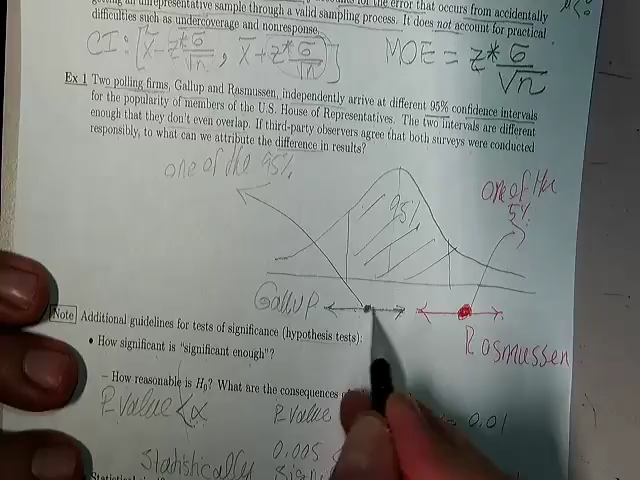 getting an unrepresentative sample through a valid sampling process. It does not account for practical
difficulties such as undercoverage and nonresponse.
CI: [x̄ - z* σ/√n , x̄ + z* σ/√n] MOE = z* σ/√n
Ex 1 Two polling firms, Gallup and Rasmussen, independently arrive at different 95% confidence intervals
for the popularity of members of the U.S. House of Representatives. The two intervals are different
enough that they don't even overlap. If third-party observers agree that both surveys were conducted
responsibly, to what can we attribute the difference in results?
one of the 95%
one of the
5%
95%
Gallup
Rasmussen
Note Additional guidelines for tests of significance (hypothesis tests):
• How significant is "significant enough"?
– How reasonable is H₀? What are the consequences
P value < α P value 0.01
0.005
Statistically